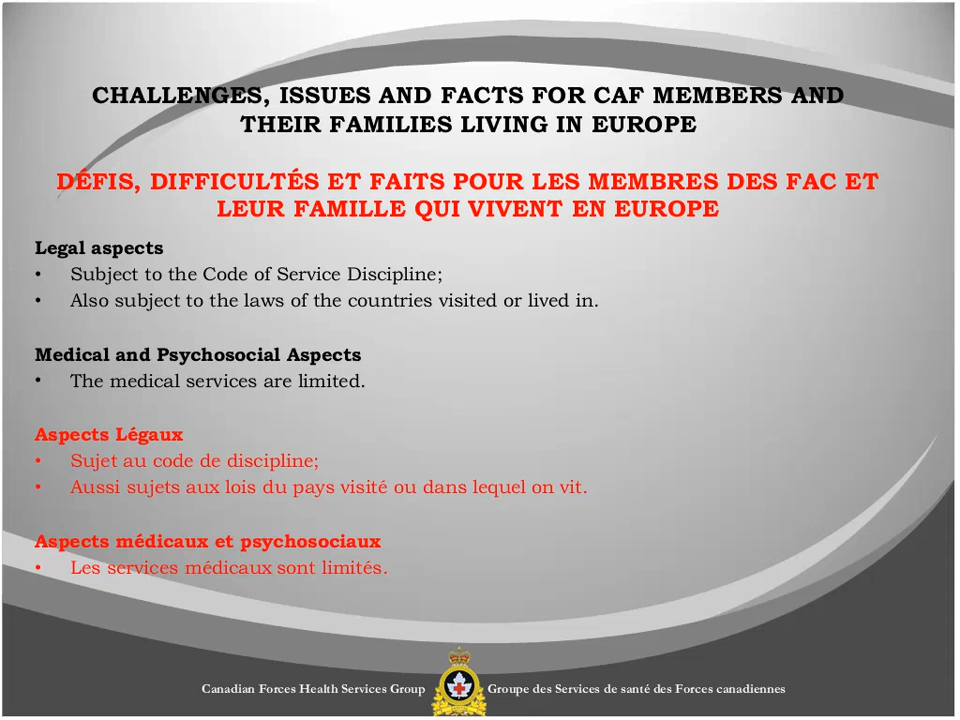 CHALLENGES, ISSUES AND FACTS FOR CAF MEMBERS AND
THEIR FAMILIES LIVING IN EUROPE
DÉFIS, DIFFICULTÉS ET FAITS POUR LES MEMBRES DES FAC ET
LEUR FAMILLE QUI VIVENT EN EUROPE
Legal aspects
• Subject to the Code of Service Discipline;
• Also subject to the laws of the countries visited or lived in.
Medical and Psychosocial Aspects
• The medical services are limited.
Aspects Légaux
• Sujet au code de discipline;
• Aussi sujets aux lois du pays visité ou dans lequel on vit.
Aspects médicaux et psychosociaux
• Les services médicaux sont limités.
Canadian Forces Health Services Group Groupe des Services de santé des Forces canadiennes